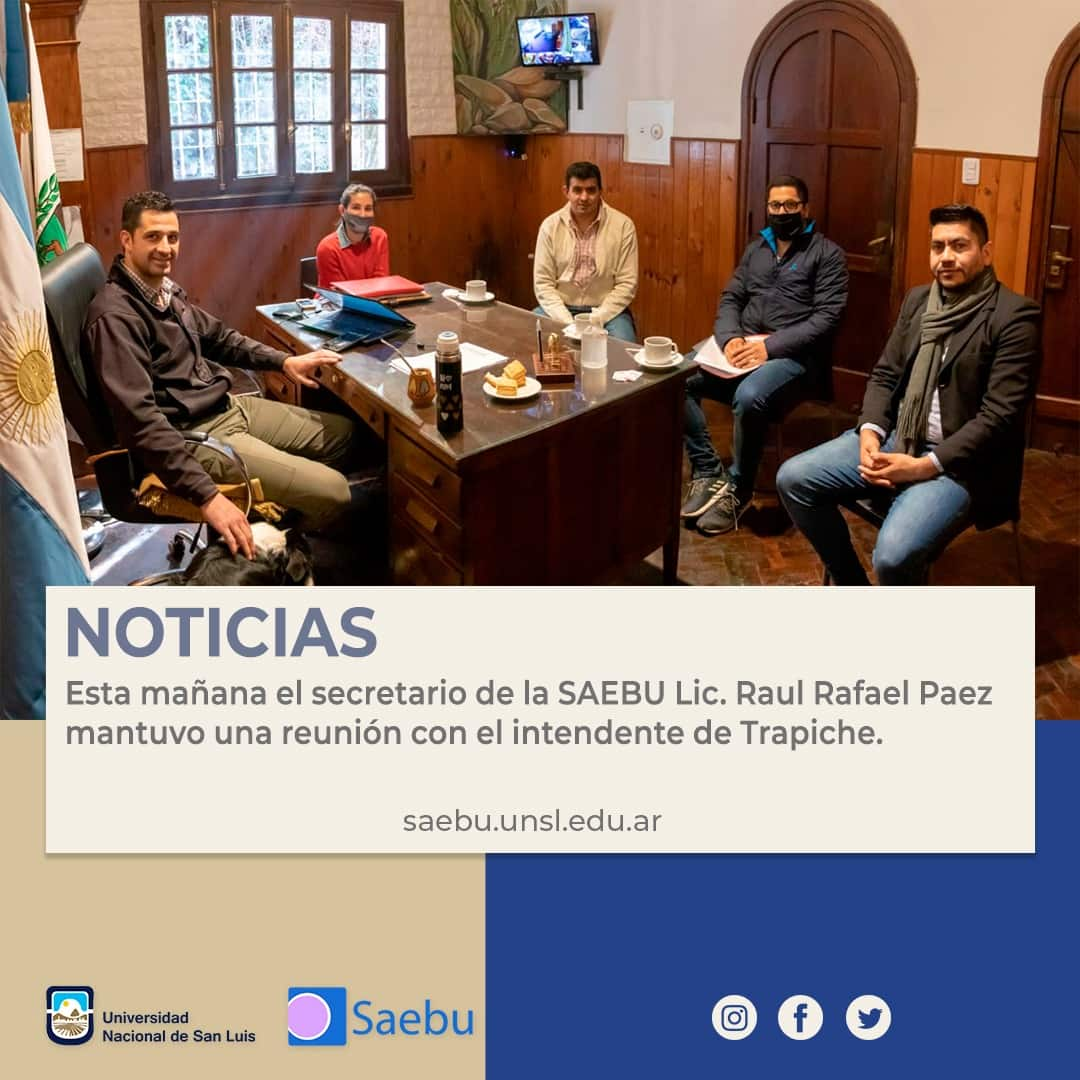 NOTICIAS
Esta mañana el secretario de la SAEBU Lic. Raul Rafael Paez
mantuvo una reunión con el intendente de Trapiche.
saebu.unsl.edu.ar
Universidad
Nacional de San Luis
Saebu